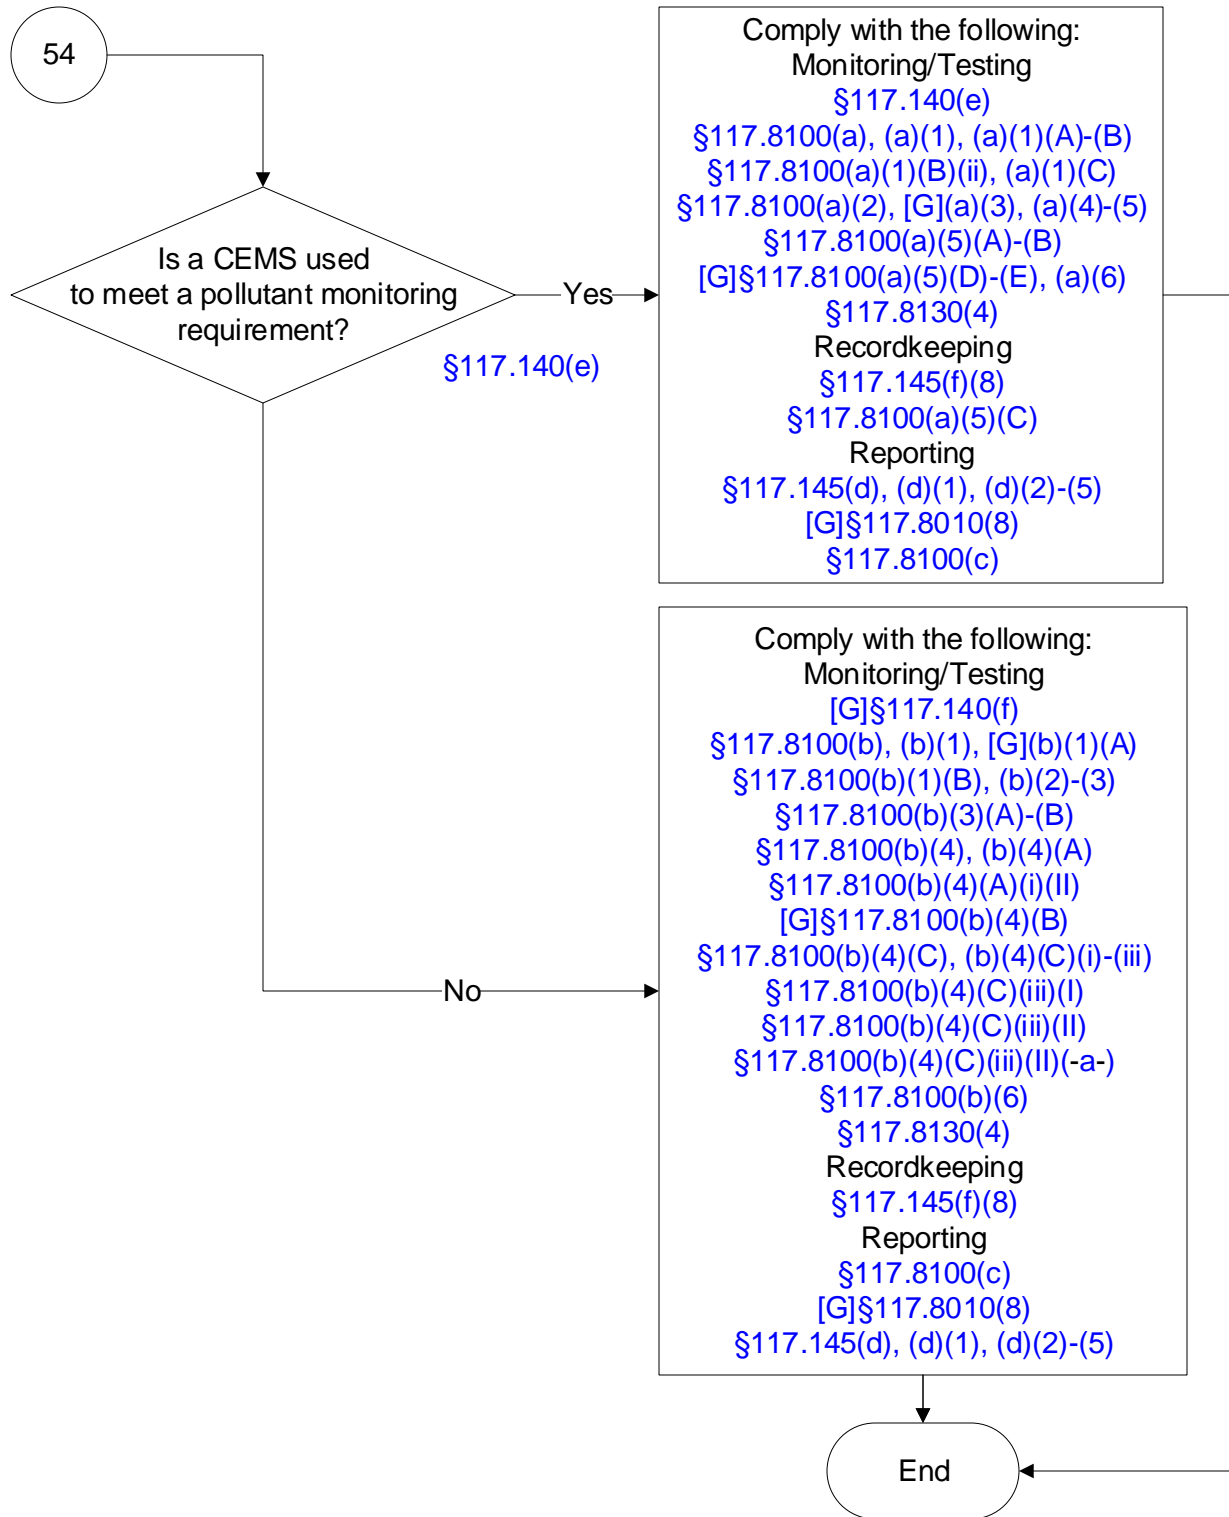 54
Is a CEMS used
to meet a pollutant monitoring
requirement?
§117.140(e)
Yes
Comply with the following:
Monitoring/Testing
§117.140(e)
§117.8100(a), (a)(1), (a)(1)(A)-(B)
§117.8100(a)(1)(B)(ii), (a)(1)(C)
§117.8100(a)(2), [G](a)(3), (a)(4)-(5)
§117.8100(a)(5)(A)-(B)
[G]§117.8100(a)(5)(D)-(E), (a)(6)
§117.8130(4)
Recordkeeping
§117.145(f)(8)
§117.8100(a)(5)(C)
Reporting
§117.145(d), (d)(1), (d)(2)-(5)
[G]§117.8010(8)
§117.8100(c)
No
Comply with the following:
Monitoring/Testing
[G]§117.140(f)
§117.8100(b), (b)(1), [G](b)(1)(A)
§117.8100(b)(1)(B), (b)(2)-(3)
§117.8100(b)(3)(A)-(B)
§117.8100(b)(4), (b)(4)(A)
§117.8100(b)(4)(A)(i)(II)
[G]§117.8100(b)(4)(B)
§117.8100(b)(4)(C), (b)(4)(C)(i)-(iii)
§117.8100(b)(4)(C)(iii)(I)
§117.8100(b)(4)(C)(iii)(II)
§117.8100(b)(4)(C)(iii)(II)(-a-)
§117.8100(b)(6)
§117.8130(4)
Recordkeeping
§117.145(f)(8)
Reporting
§117.8100(c)
[G]§117.8010(8)
§117.145(d), (d)(1), (d)(2)-(5)
End